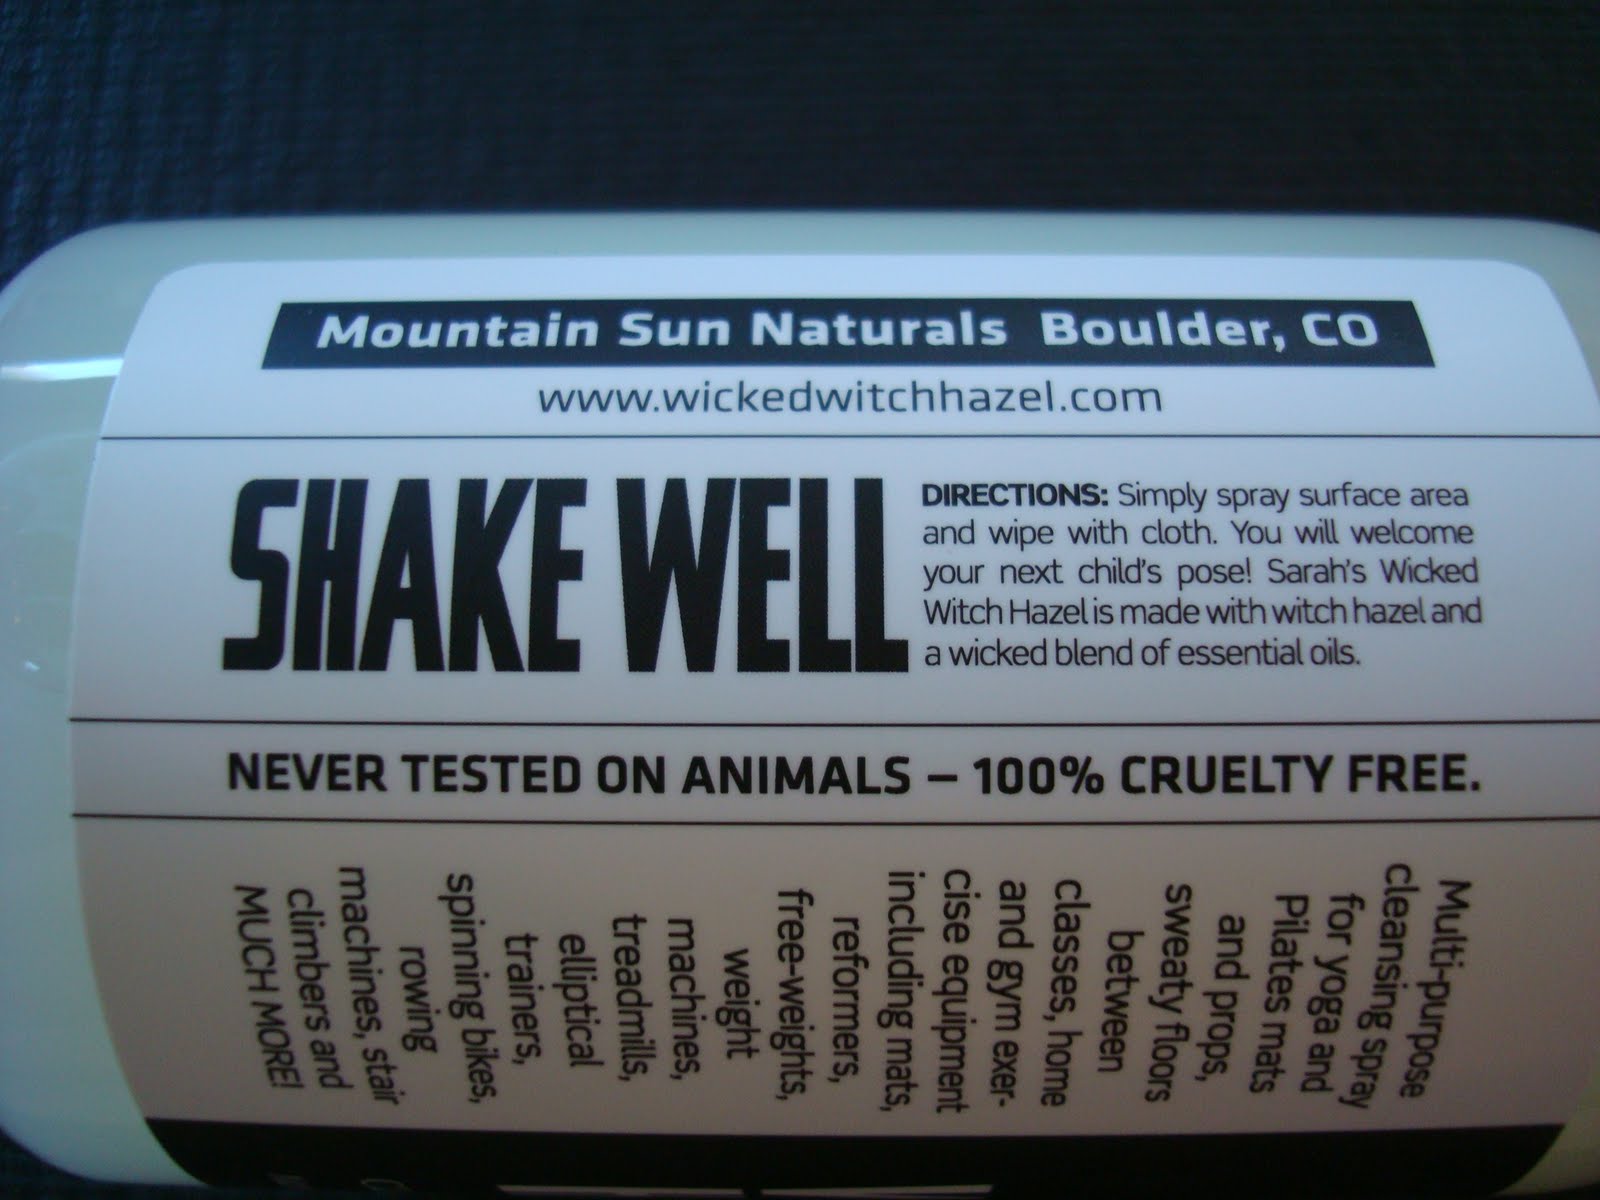 Mountain Sun Naturals Boulder, CO
www.wickedwitchhazel.com
SHAKE WELL
DIRECTIONS: Simply spray surface area
and wipe with cloth. You will welcome
your next child's pose! Sarah's Wicked
Witch Hazel is made with witch hazel and
a wicked blend of essential oils.
NEVER TESTED ON ANIMALS – 100% CRUELTY FREE.
Multi-purpose
cleansing spray
for yoga and
Pilates mats
and props,
sweaty floors
between
classes, home
and gym exer-
cise equipment
including mats,
reformers,
free-weights,
weight
machines,
treadmills,
elliptical
trainers,
spinning bikes,
rowing
machines, stair
climbers and
MUCH MORE!